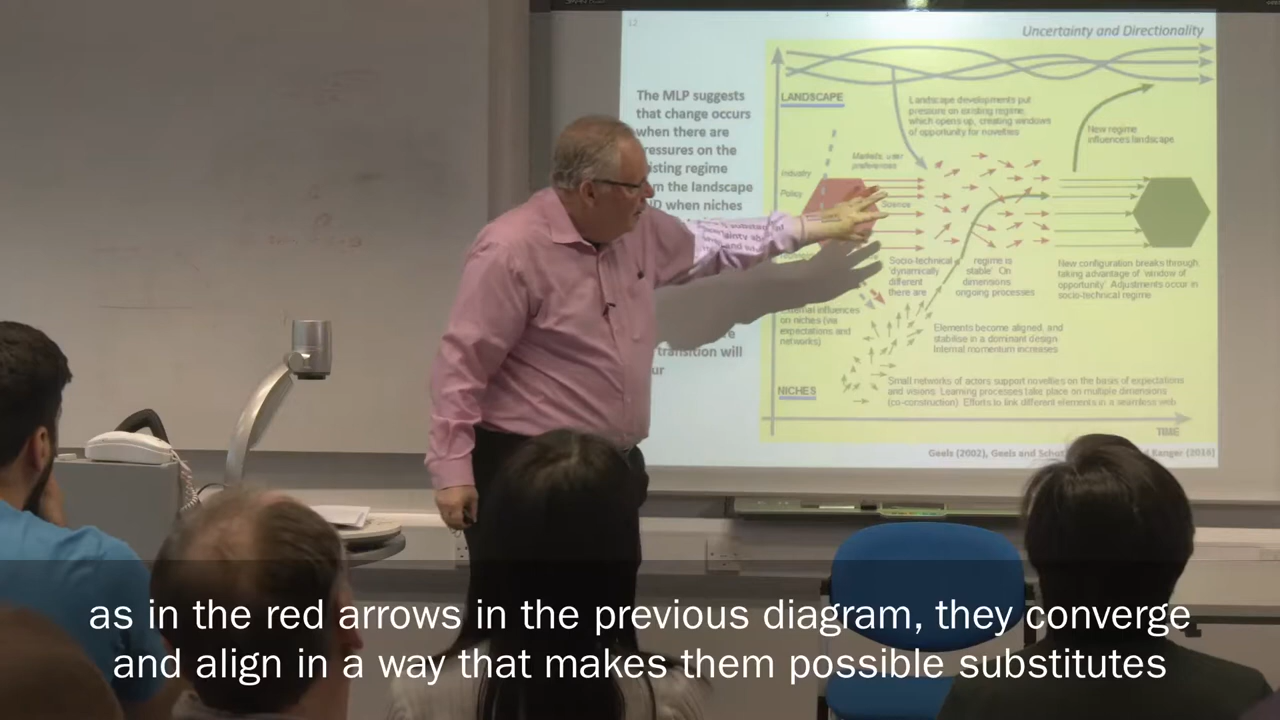 12
Uncertainty and Directionality
The MLP suggests
that change occurs
when there are
pressures on the
existing regime
from the landscape
AND when niches
transition will
LANDSCAPE
Landscape developments put
pressure on existing regime,
which opens up, creating windows
of opportunity for novelties
New regime
influences landscape
Markets, user
preferences
Industry
Policy
Science
Socio-technical regime is
'dynamically stable' On
different dimensions
there are ongoing processes
New configuration breaks through
taking advantage of 'window of
opportunity' Adjustments occur in
socio-technical regime
External influences
on niches (via
expectations and
networks)
Elements become aligned, and
stabilise in a dominant design
Internal momentum increases
NICHES
Small networks of actors support novelties on the basis of expectations
and visions. Learning processes take place on multiple dimensions
(co-construction) Efforts to link different elements in a seamless web.
TIME
Geels (2002), Geels and Schot
Kanger (2016)
as in the red arrows in the previous diagram, they converge
and align in a way that makes them possible substitutes